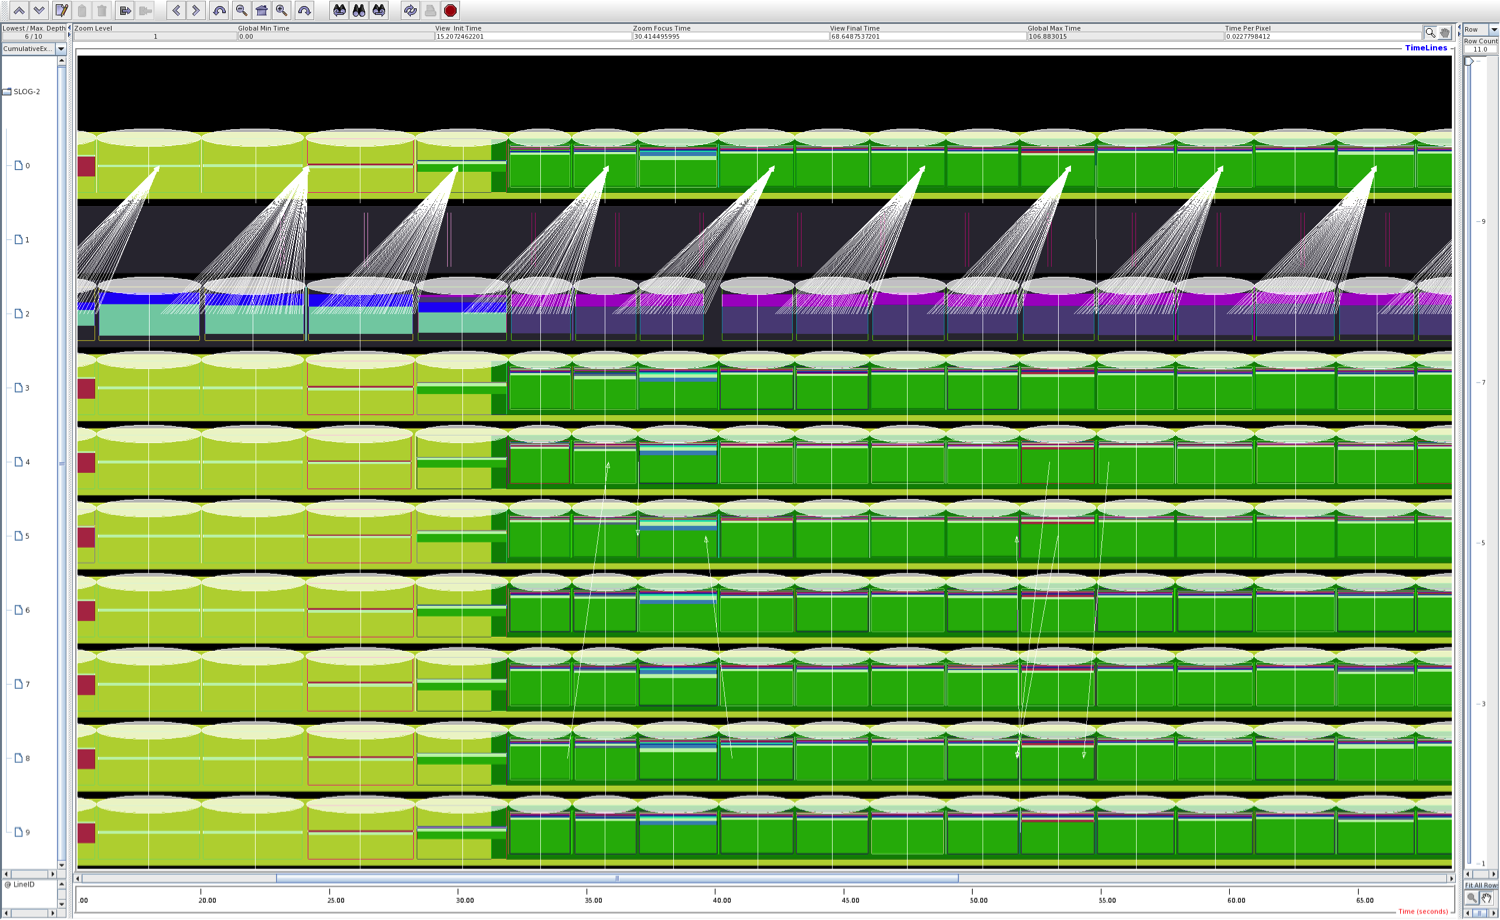 Lowest / Max. Depth
6 / 10
Zoom Level
1
Global Min Time
0.00
View  Init Time
15.2072462201
Zoom Focus Time
30.414495995
View Final Time
68.6487537201
Global Max Time
106.883015
Time Per Pixel
0.0227798412
Row
Row Count
11.0
CumulativeEx...
TimeLines
SLOG-2
0
1
2
3
4
5
6
7
8
9
9
7
5
3
1
@ LineID
Fit All Row
.00
20.00
25.00
30.00
35.00
40.00
45.00
50.00
55.00
60.00
65.00
Time (seconds)